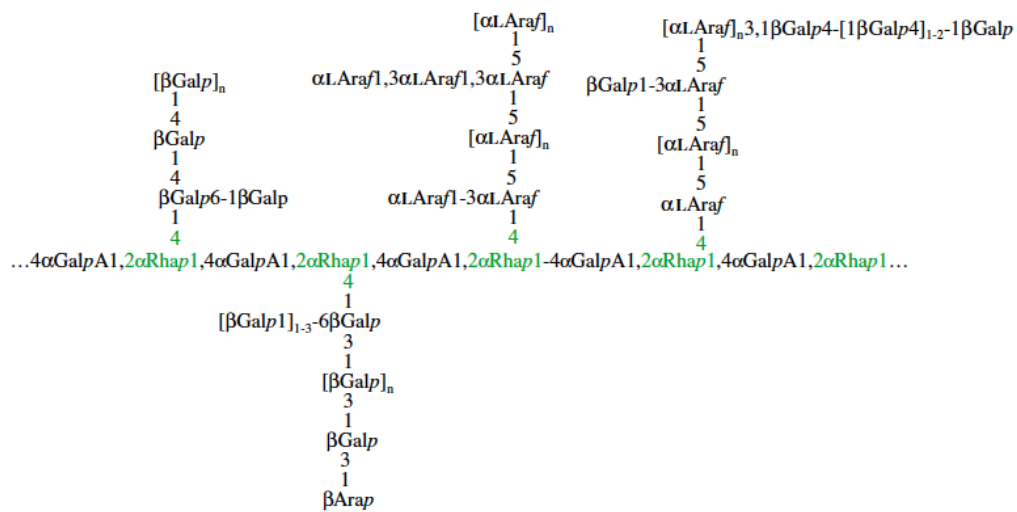 [αLAraf]ₙ [αLAraf]ₙ3,1βGalp4-[1βGalp4]₁₋₂-1βGalp
1 1
5 5
[βGalp]ₙ αLAraf1,3αLAraf1,3αLAraf βGalp1-3αLAraf
1 1 1
4 5 5
βGalp [αLAraf]ₙ [αLAraf]ₙ
1 1 1
4 5 5
βGalp6-1βGalp αLAraf1-3αLAraf αLAraf
1 1 1
4 4 4
...4αGalpA1,2αRhap1,4αGalpA1,2αRhap1,4αGalpA1,2αRhap1-4αGalpA1,2αRhap1,4αGalpA1,2αRhap1...
4
1
[βGalp1]₁₋₃-6βGalp
3
1
[βGalp]ₙ
3
1
βGalp
3
1
βArap